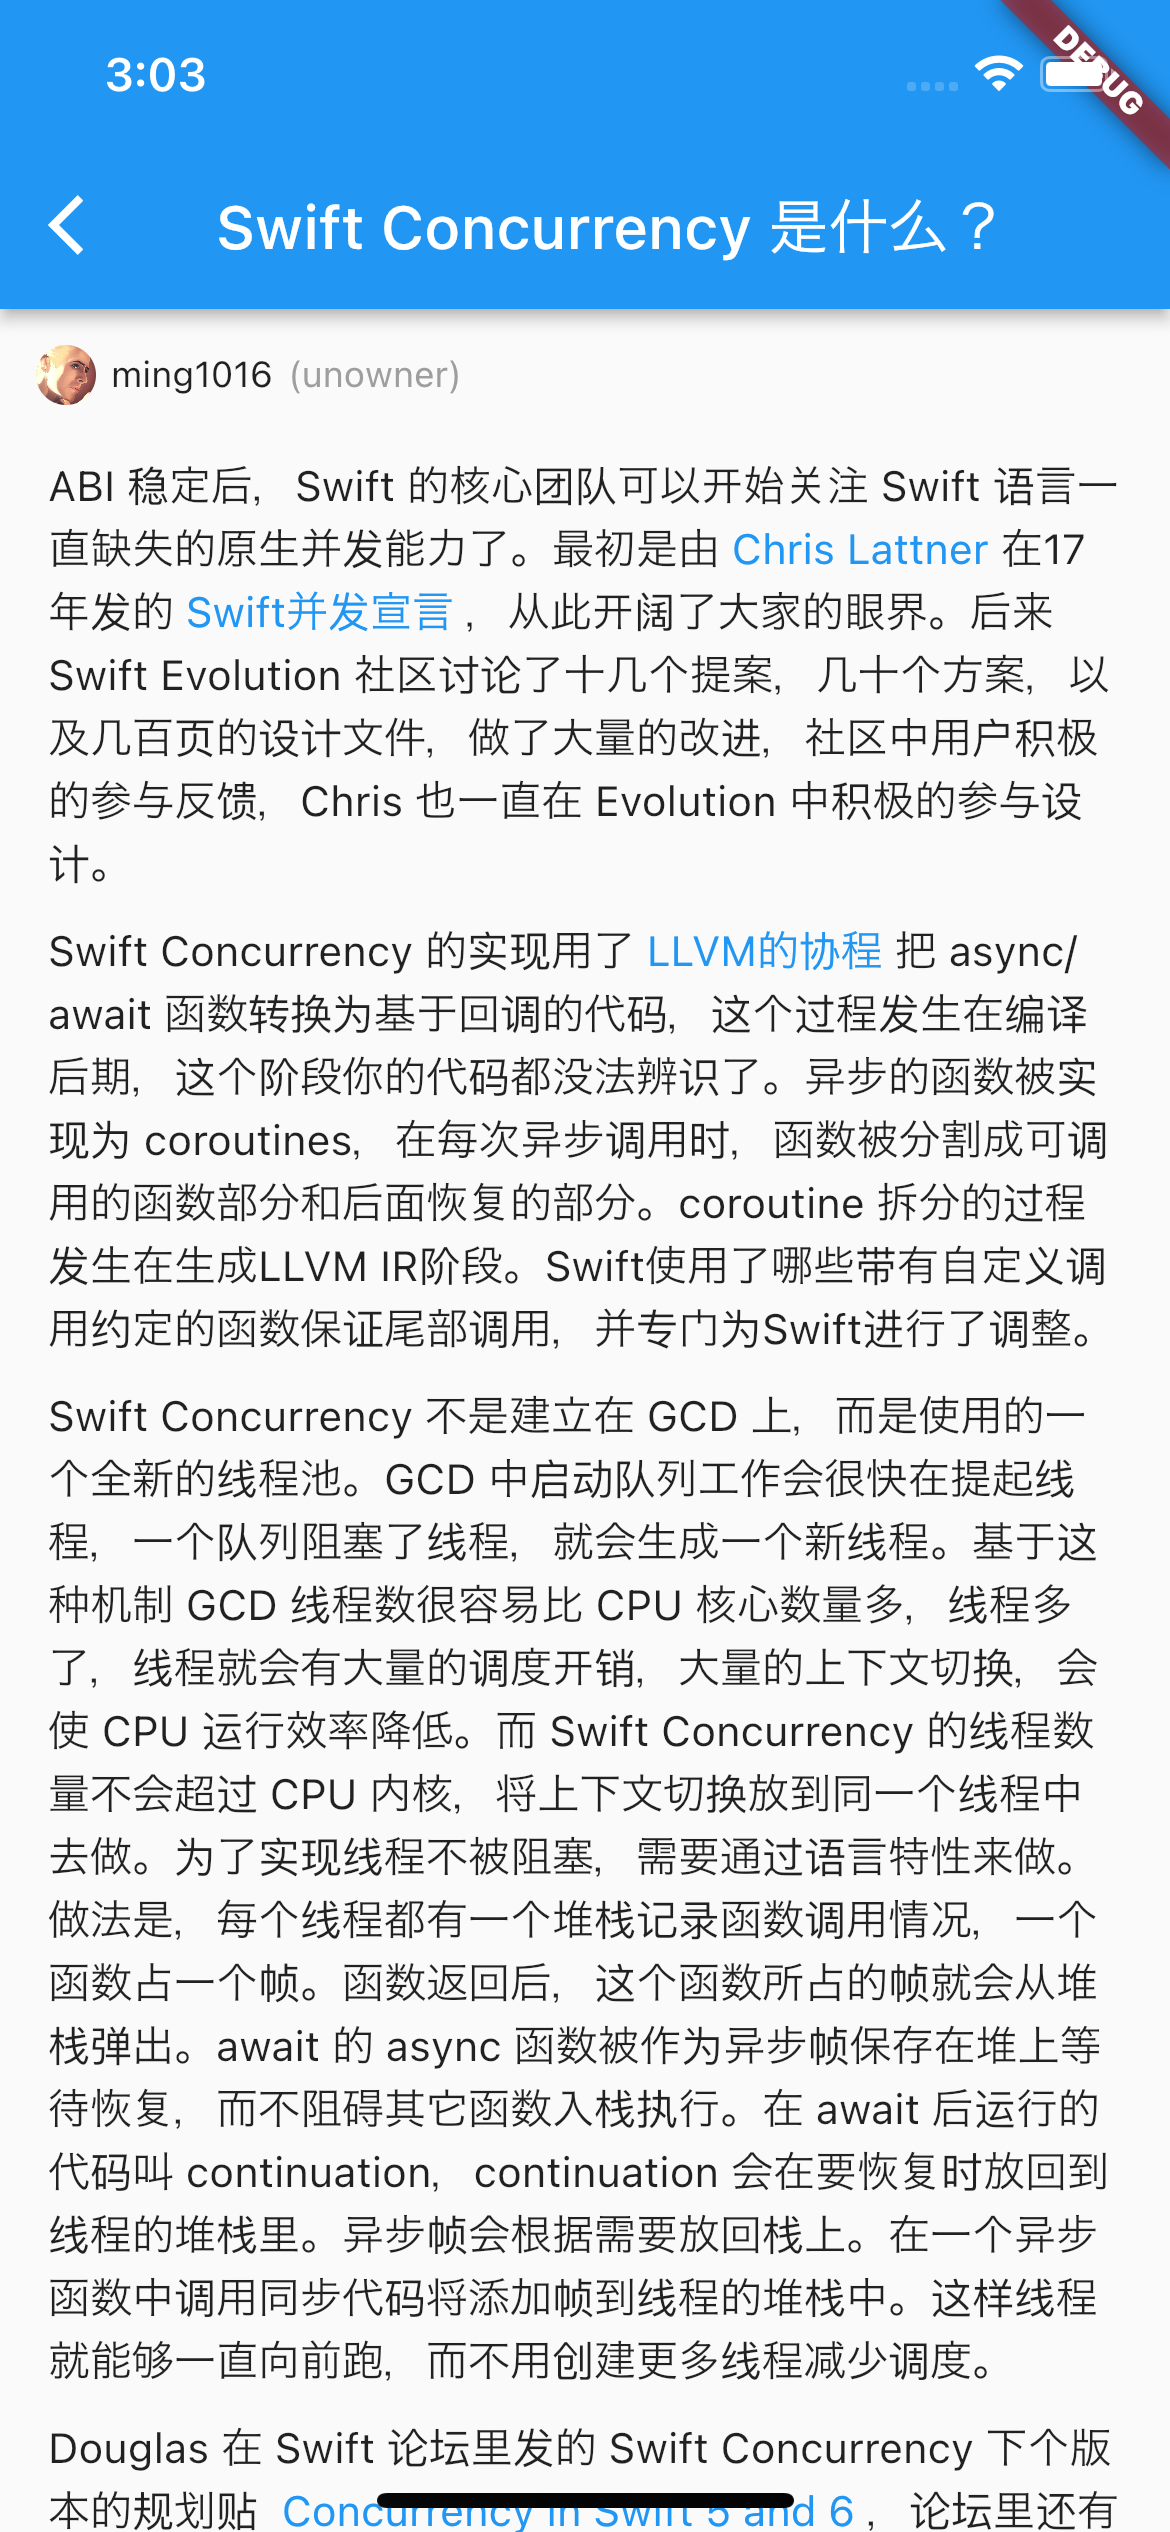 3:03
DEBUG
Swift Concurrency 是什么？
ming1016 (unowner)
ABI 稳定后，Swift 的核心团队可以开始关注 Swift 语言一
直缺失的原生并发能力了。最初是由 Chris Lattner 在17
年发的 Swift并发宣言 ，从此开阔了大家的眼界。后来
Swift Evolution 社区讨论了十几个提案，几十个方案，以
及几百页的设计文件，做了大量的改进，社区中用户积极
的参与反馈，Chris 也一直在 Evolution 中积极的参与设
计。
Swift Concurrency 的实现用了 LLVM的协程 把 async/
await 函数转换为基于回调的代码，这个过程发生在编译
后期，这个阶段你的代码都没法辨识了。异步的函数被实
现为 coroutines，在每次异步调用时，函数被分割成可调
用的函数部分和后面恢复的部分。coroutine 拆分的过程
发生在生成LLVM IR阶段。Swift使用了哪些带有自定义调
用约定的函数保证尾部调用，并专门为Swift进行了调整。
Swift Concurrency 不是建立在 GCD 上，而是使用的一
个全新的线程池。GCD 中启动队列工作会很快在提起线
程，一个队列阻塞了线程，就会生成一个新线程。基于这
种机制 GCD 线程数很容易比 CPU 核心数量多，线程多
了，线程就会有大量的调度开销，大量的上下文切换，会
使 CPU 运行效率降低。而 Swift Concurrency 的线程数
量不会超过 CPU 内核，将上下文切换放到同一个线程中
去做。为了实现线程不被阻塞，需要通过语言特性来做。
做法是，每个线程都有一个堆栈记录函数调用情况，一个
函数占一个帧。函数返回后，这个函数所占的帧就会从堆
栈弹出。await 的 async 函数被作为异步帧保存在堆上等
待恢复，而不阻碍其它函数入栈执行。在 await 后运行的
代码叫 continuation，continuation 会在要恢复时放回到
线程的堆栈里。异步帧会根据需要放回栈上。在一个异步
函数中调用同步代码将添加帧到线程的堆栈中。这样线程
就能够一直向前跑，而不用创建更多线程减少调度。
Douglas 在 Swift 论坛里发的 Swift Concurrency 下个版
本的规划贴 Concurrency in Swift 5 and 6 ，论坛里还有